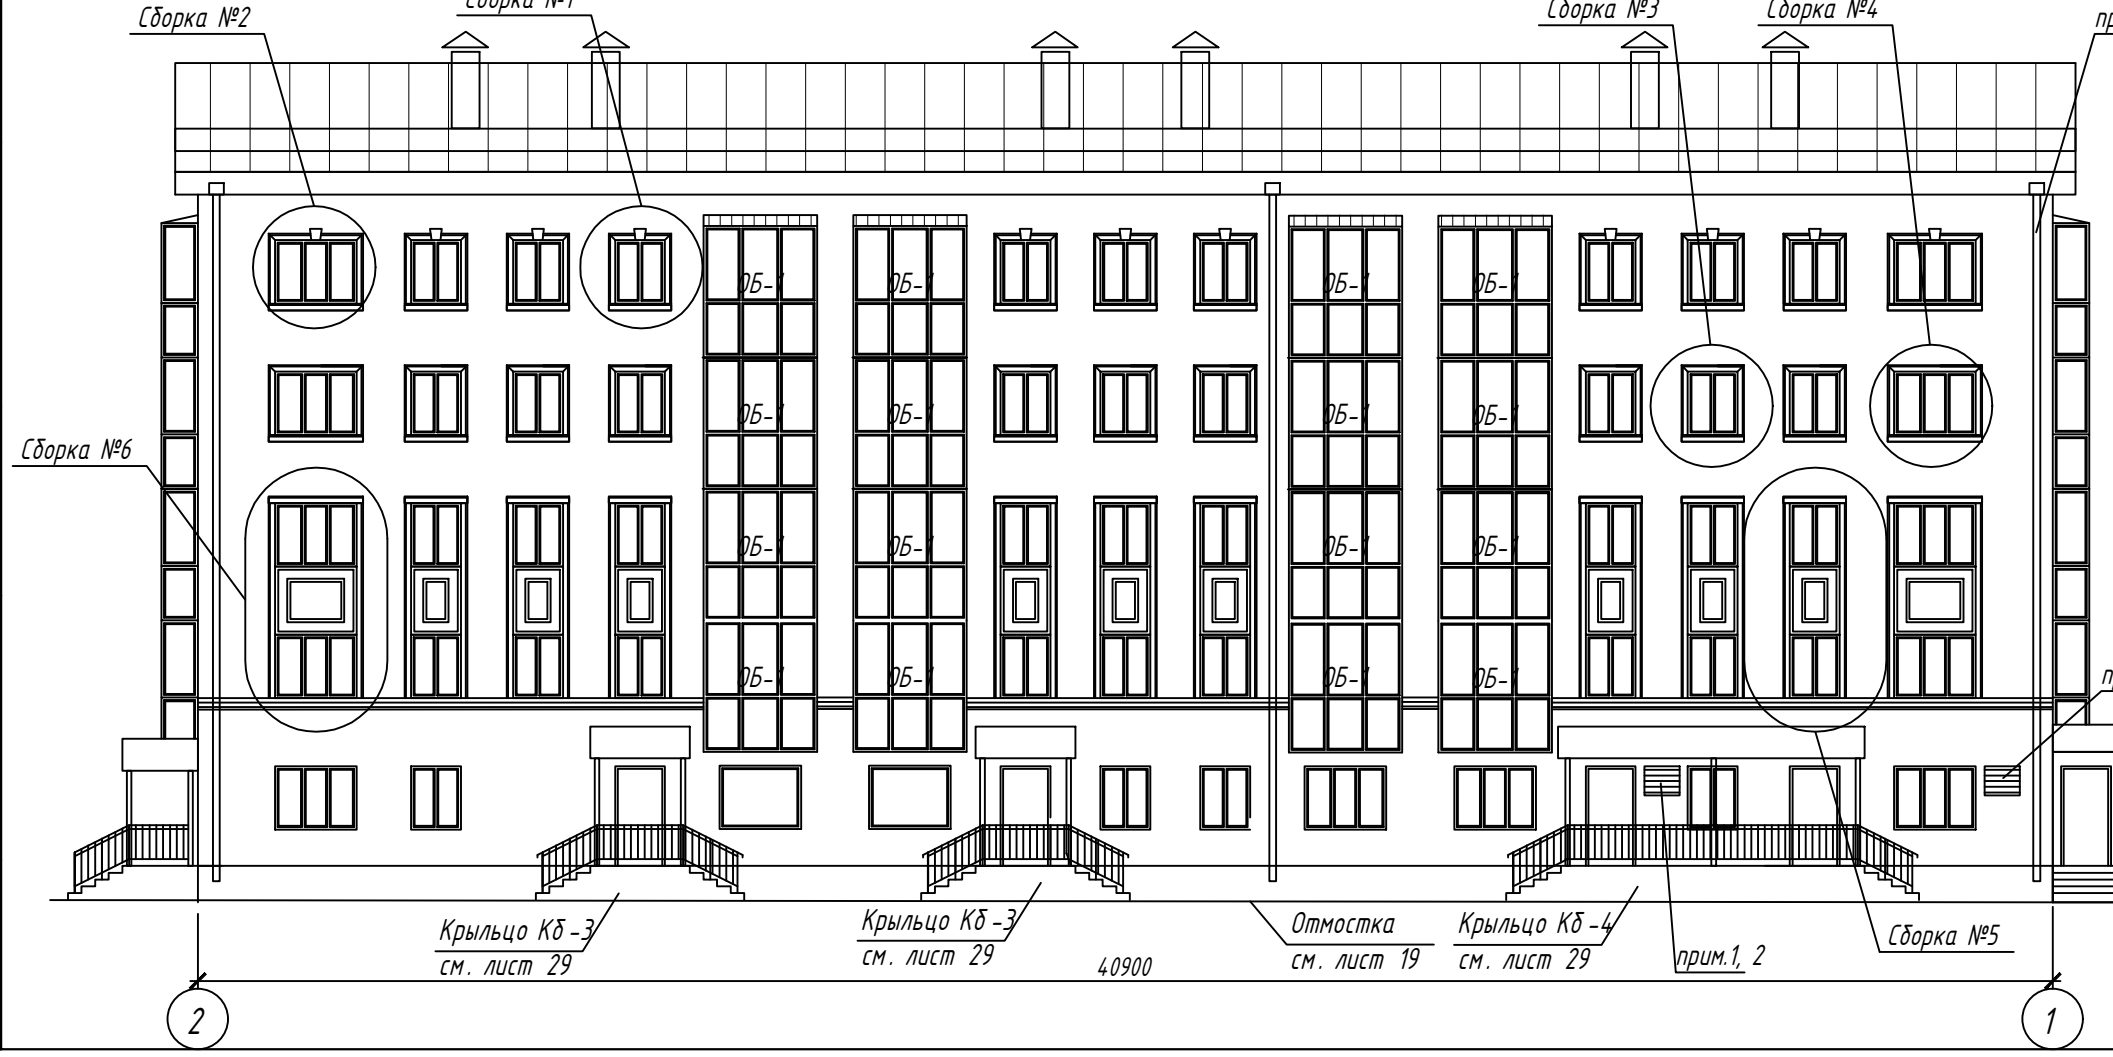 Сборка №2
Сборка №1
Сборка №3
Сборка №4
ОБ-1
ОБ-1
ОБ-1
ОБ-1
ОБ-1
ОБ-1
ОБ-1
ОБ-1
Сборка №6
ОБ-1
ОБ-1
ОБ-1
ОБ-1
ОБ-1
ОБ-1
ОБ-1
ОБ-1
Крыльцо Кб-3
см. лист 29
Крыльцо Кб-3
см. лист 29
Отмостка
см. лист 19
Крыльцо Кб-4
см. лист 29
прим.1, 2
Сборка №5
40900
2
1